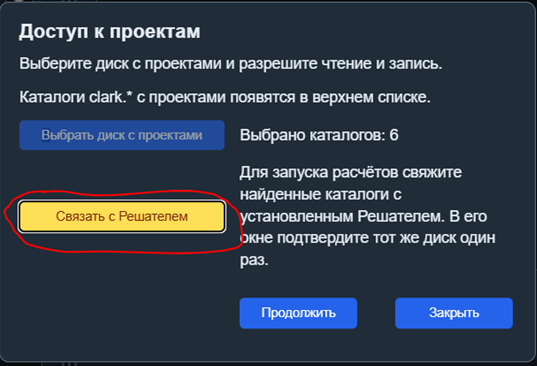 Доступ к проектам
Выберите диск с проектами и разрешите чтение и запись.
Каталоги clark.* с проектами появятся в верхнем списке.
Выбрать диск с проектами
Выбрано каталогов: 6
Для запуска расчётов свяжите
найденные каталоги с
установленным Решателем. В его
окне подтвердите тот же диск один
раз.
Связать с Решателем
Продолжить
Закрыть